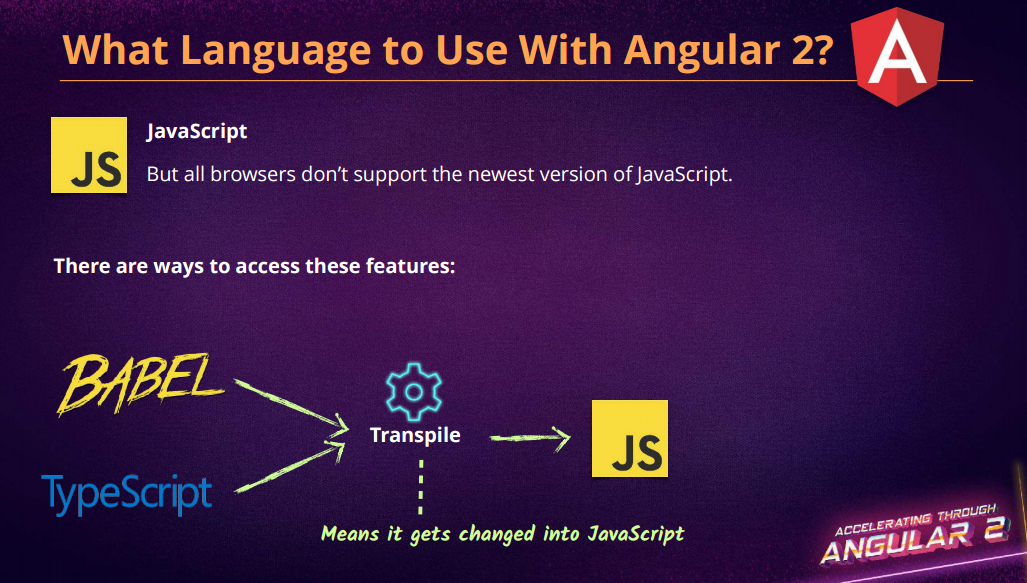 What Language to Use With Angular 2?
A
JS
JavaScript
But all browsers don’t support the newest version of JavaScript.
There are ways to access these features:
BABEL
TypeScript
Transpile
JS
Means it gets changed into JavaScript
ACCELERATING THROUGH
ANGULAR 2